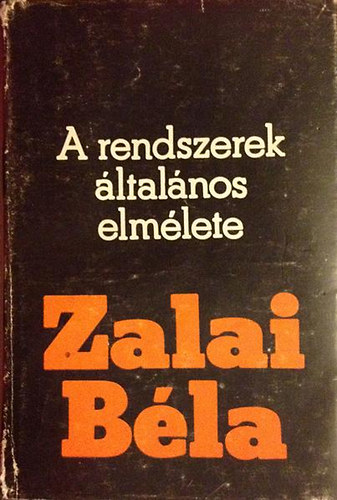 A rendszerek
általános
elmélete
Zalai
Béla